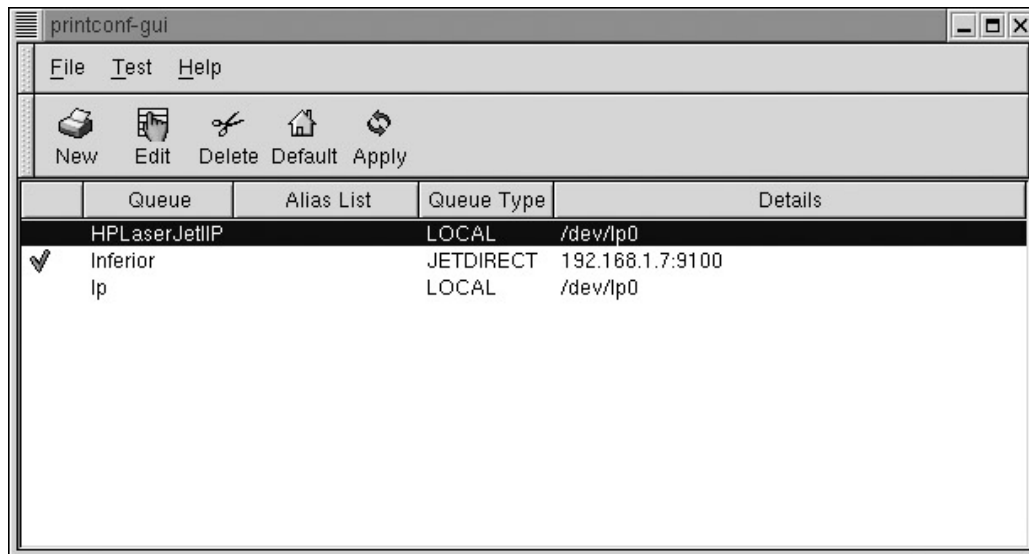 printconf-gui
File Test Help
New Edit Delete Default Apply
Queue Alias List Queue Type Details
HPLaserJetIIP LOCAL /dev/lp0
Inferior JETDIRECT 192.168.1.7:9100
lp LOCAL /dev/lp0